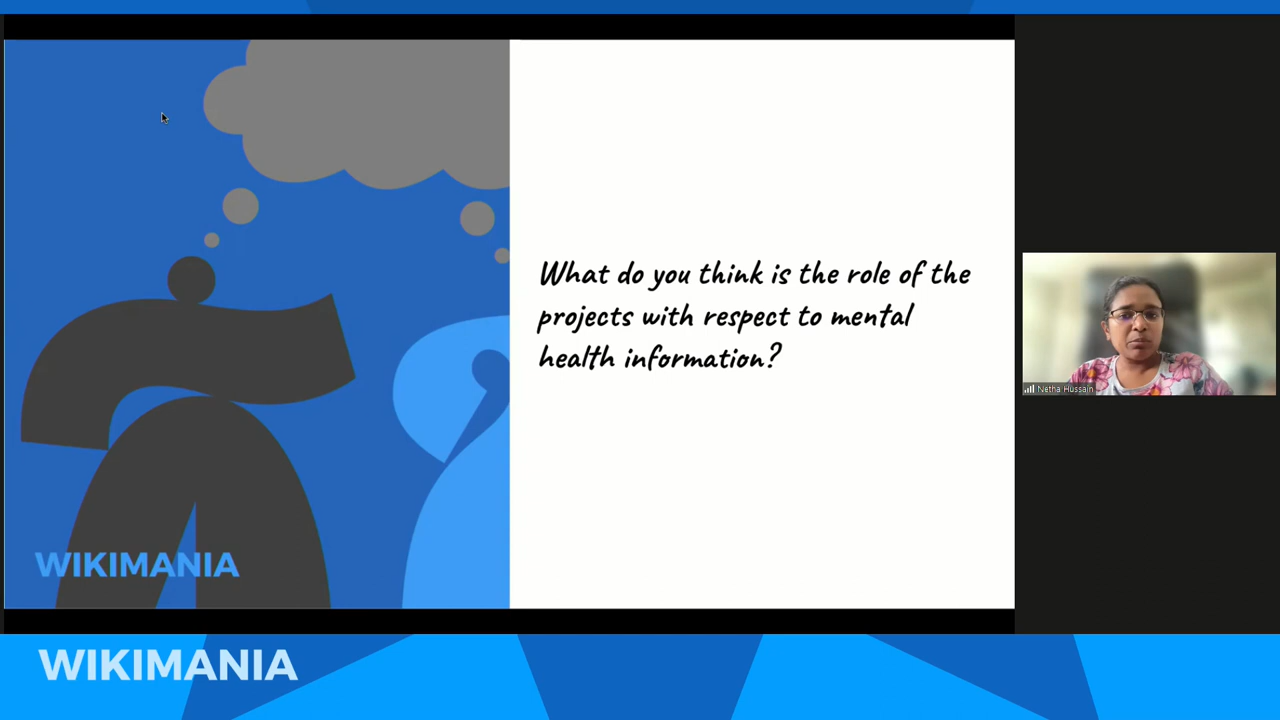 What do you think is the role of the
projects with respect to mental
health information?
Netha Hussain
WIKIMANIA
WIKIMANIA